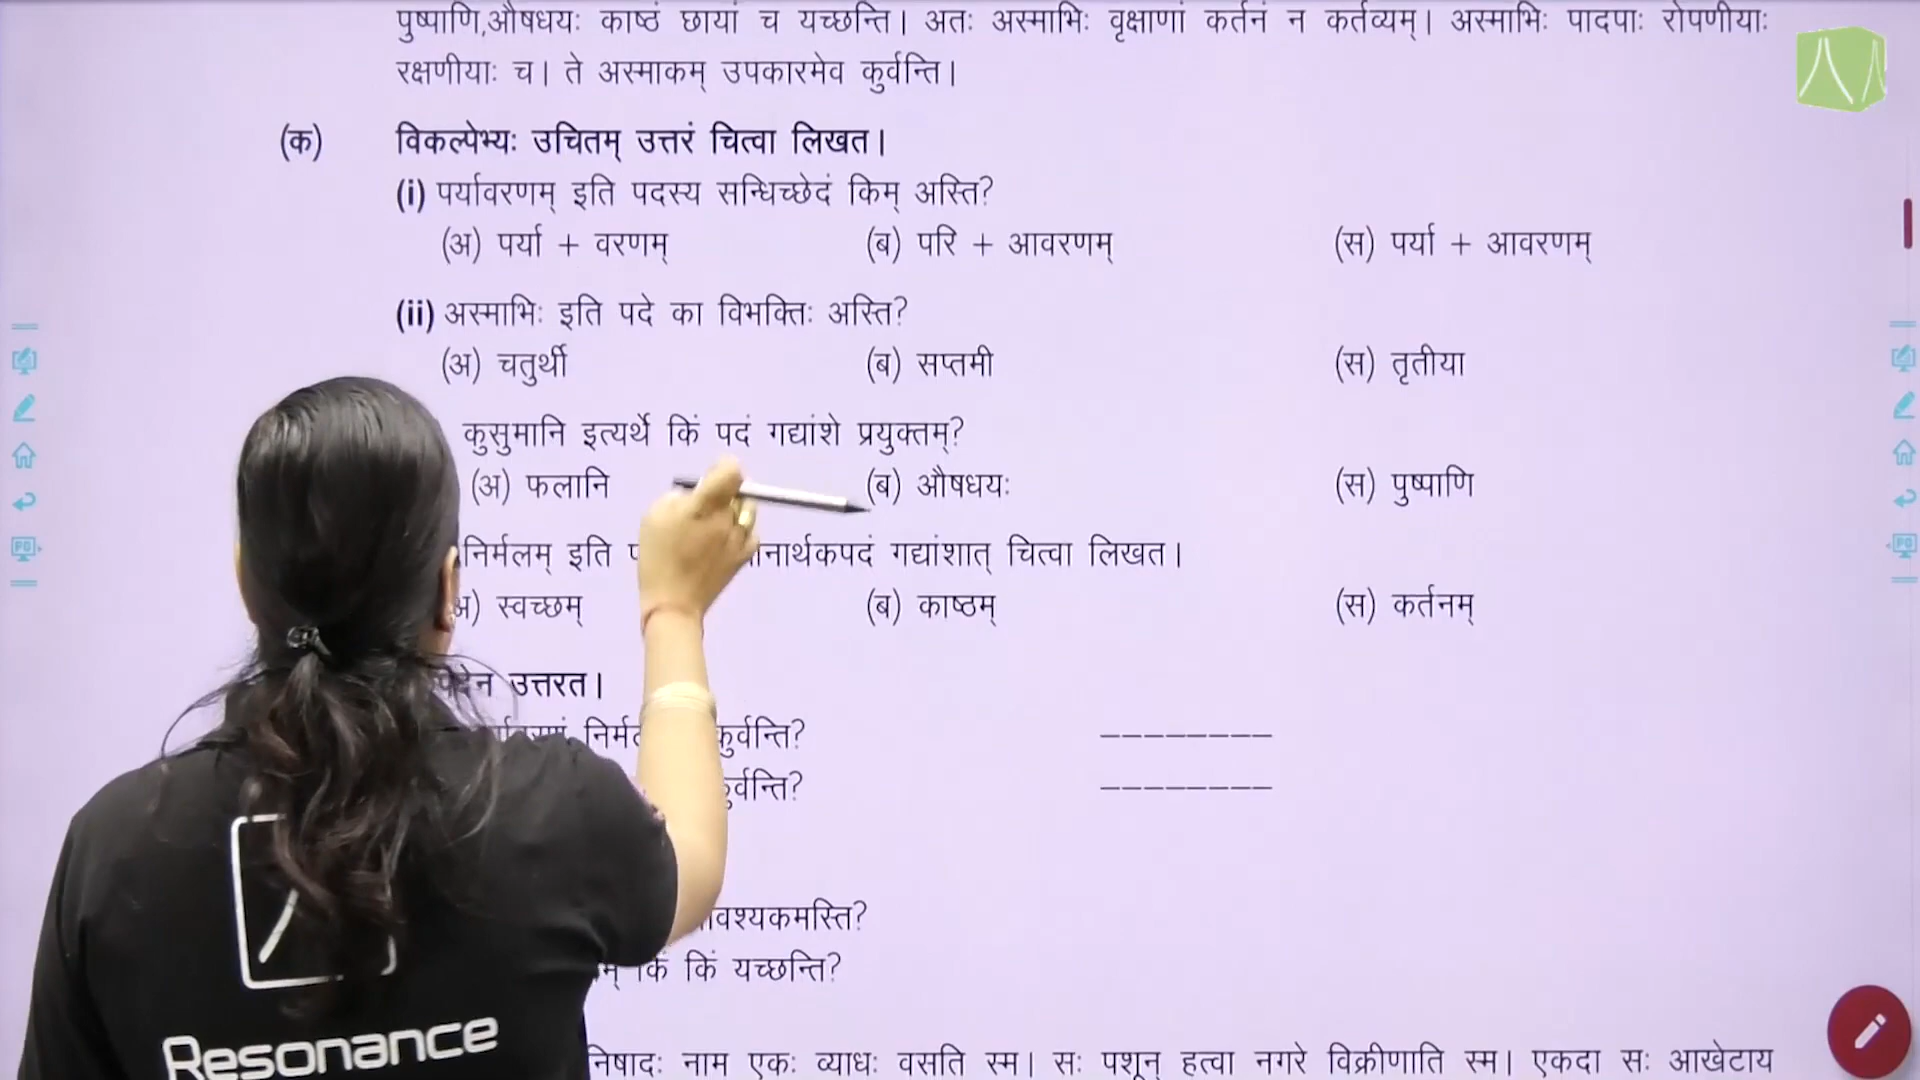 पुष्पाणि,औषधयः काष्ठं छायां च यच्छन्ति। अतः अस्माभिः वृक्षाणां कर्तनं न कर्तव्यम्। अस्माभिः पादपाः रोपणीयाः
रक्षणीयाः च। ते अस्माकम् उपकारमेव कुर्वन्ति।
(क) विकल्पेभ्यः उचितम् उत्तरं चित्वा लिखत।
(i) पर्यावरणम् इति पदस्य सन्धिच्छेदं किम् अस्ति?
(अ) पर्या + वरणम् (ब) परि + आवरणम् (स) पर्या + आवरणम्
(ii) अस्माभिः इति पदे का विभक्तिः अस्ति?
(अ) चतुर्थी (ब) सप्तमी (स) तृतीया
कुसुमानि इत्यर्थे किं पदं गद्यांशे प्रयुक्तम्?
(अ) फलानि (ब) औषधयः (स) पुष्पाणि
निर्मलम् इति गद्यांशात् चित्वा लिखत।
अ) स्वच्छम् (ब) काष्ठम् (स) कर्तनम्
उत्तरत।
कुर्वन्ति? ________
________
किं यच्छन्ति?
निषादः नाम एकः व्याधः वसति स्म। सः पशून् हत्वा नगरे विक्रीणाति स्म। एकदा सः आखेटाय
Resonance